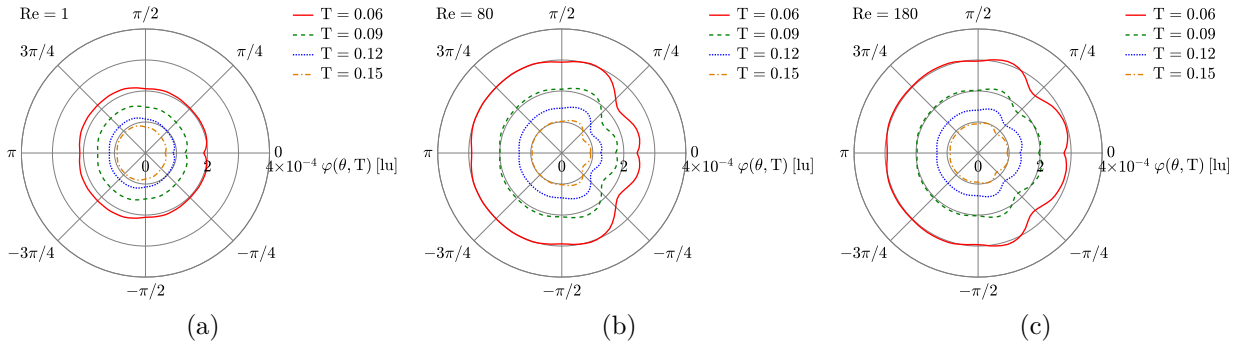 Re = 1
π/2
T = 0.06
T = 0.09
T = 0.12
T = 0.15
3π/4
π/4
π
0
0
2
4×10⁻⁴ φ(θ, T) [lu]
−3π/4
−π/4
−π/2
(a)
Re = 80
π/2
T = 0.06
T = 0.09
T = 0.12
T = 0.15
3π/4
π/4
π
0
0
2
4×10⁻⁴ φ(θ, T) [lu]
−3π/4
−π/4
−π/2
(b)
Re = 180
π/2
T = 0.06
T = 0.09
T = 0.12
T = 0.15
3π/4
π/4
π
0
0
2
4×10⁻⁴ φ(θ, T) [lu]
−3π/4
−π/4
−π/2
(c)